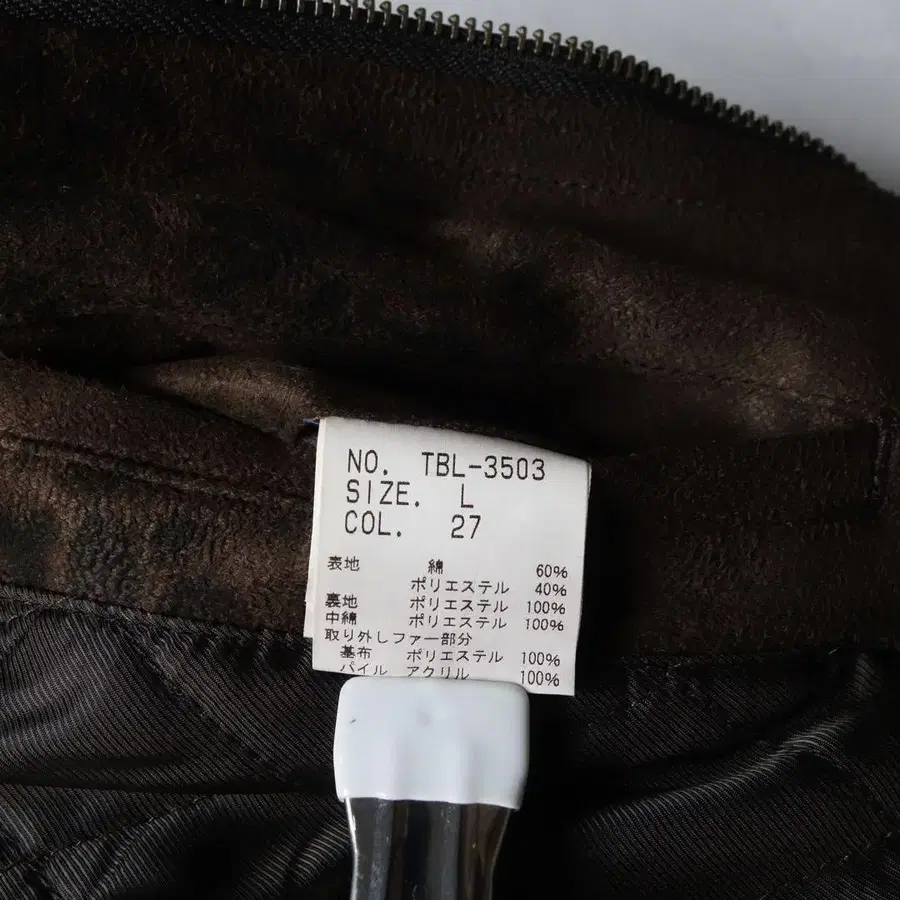 NO. TBL-3503
SIZE. L
COL. 27
表地 綿 60%
ポリエステル 40%
裏地 ポリエステル 100%
中綿 ポリエステル 100%
取り外しファー部分
基布 ポリエステル 100%
パイル アクリル 100%